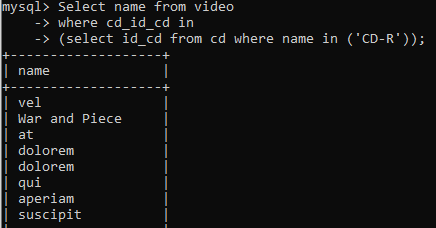 mysql> Select name from video
    -> where cd_id_cd in
    -> (select id_cd from cd where name in ('CD-R'));
+-------------------+
| name              |
+-------------------+
| vel               |
| War and Piece     |
| at                |
| dolorem           |
| dolorem           |
| qui               |
| aperiam           |
| suscipit          |